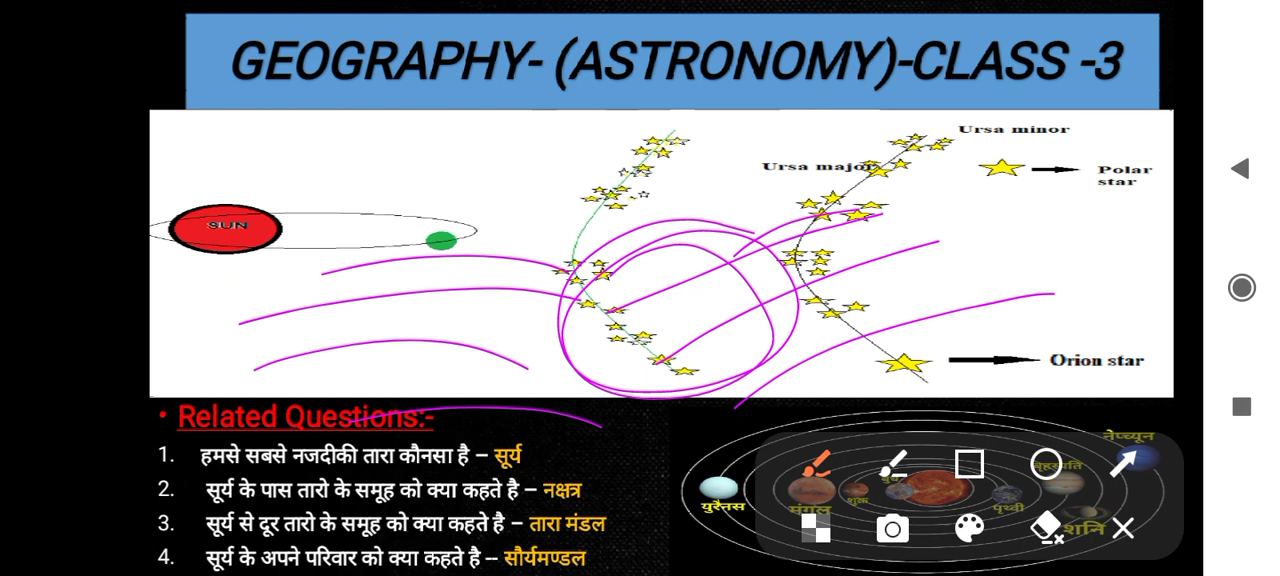 GEOGRAPHY- (ASTRONOMY)-CLASS -3
Ursa minor
Ursa major
Polar star
SUN
Orion star
• Related Questions:-
1. हमसे सबसे नजदीकी तारा कौनसा है – सूर्य
2. सूर्य के पास तारो के समूह को क्या कहते है – नक्षत्र
3. सूर्य से दूर तारो के समूह को क्या कहते है – तारा मंडल
4. सूर्य के अपने परिवार को क्या कहते है – सौर्यमण्डल
नेप्च्यून
बृहस्पति
युरैनस
मंगल
शुक्र
पृथ्वी
शनि